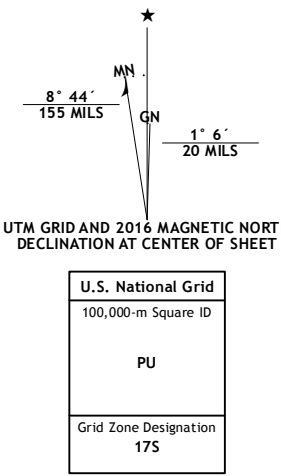 ★
MN
8° 44´
155 MILS
GN
1° 6´
20 MILS
UTM GRID AND 2016 MAGNETIC NORT
DECLINATION AT CENTER OF SHEET
U.S. National Grid
100,000-m Square ID
PU
Grid Zone Designation
17S